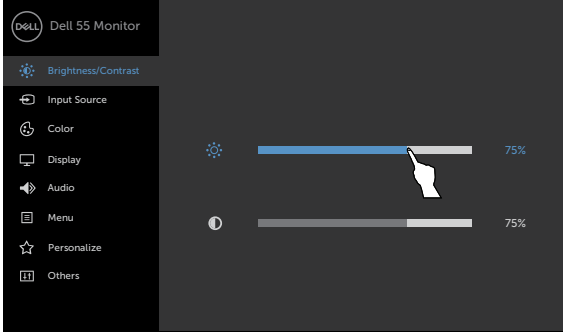 DELL Dell 55 Monitor
Brightness/Contrast
Input Source
Color
Display
Audio
Menu
Personalize
Others
75%
75%